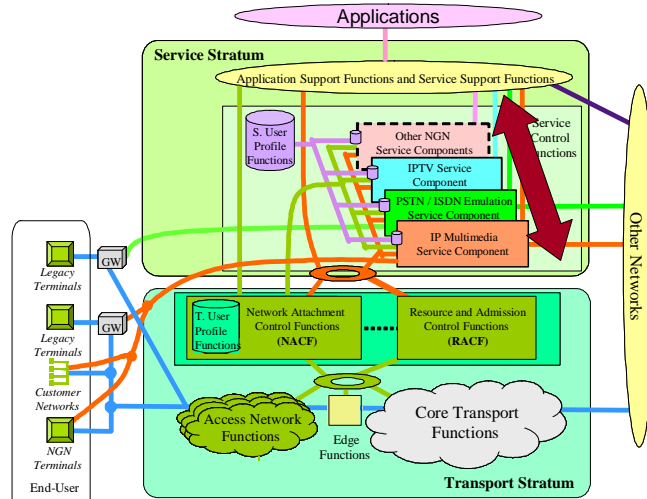 Applications
Service Stratum
Application Support Functions and Service Support Functions
S. User
Profile
Functions
Service
Control
Functions
Other NGN
Service Components
IPTV Service
Component
PSTN / ISDN Emulation
Service Component
IP Multimedia
Service Component
Other Networks
GW
Legacy
Terminals
GW
Legacy
Terminals
Customer
Networks
NGN
Terminals
End-User
T. User
Profile
Functions
Network Attachment
Control Functions
(NACF)
Resource and Admission
Control Functions
(RACF)
Access Network
Functions
Edge
Functions
Core Transport
Functions
Transport Stratum